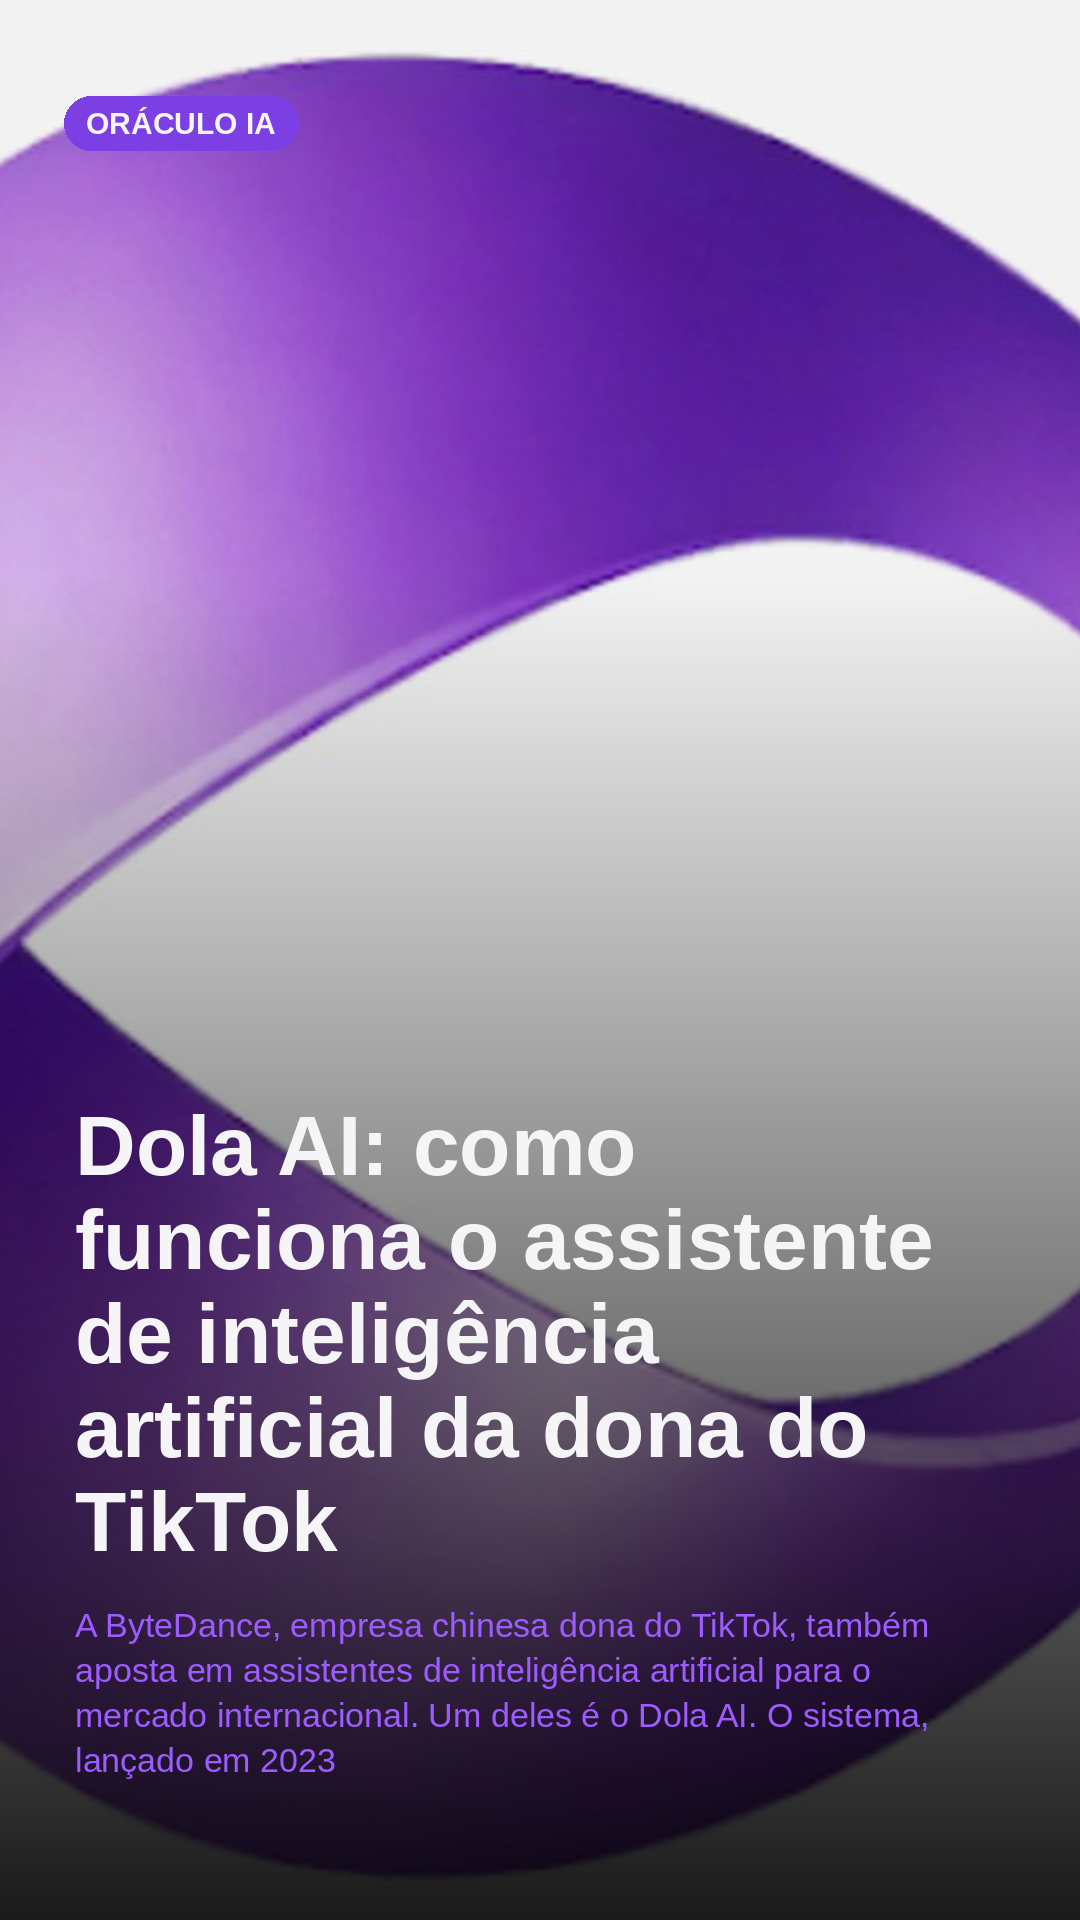 ORÁCULO IA
Dola AI: como
funciona o assistente
de inteligência
artificial da dona do
TikTok
A ByteDance, empresa chinesa dona do TikTok, também
aposta em assistentes de inteligência artificial para o
mercado internacional. Um deles é o Dola AI. O sistema,
lançado em 2023